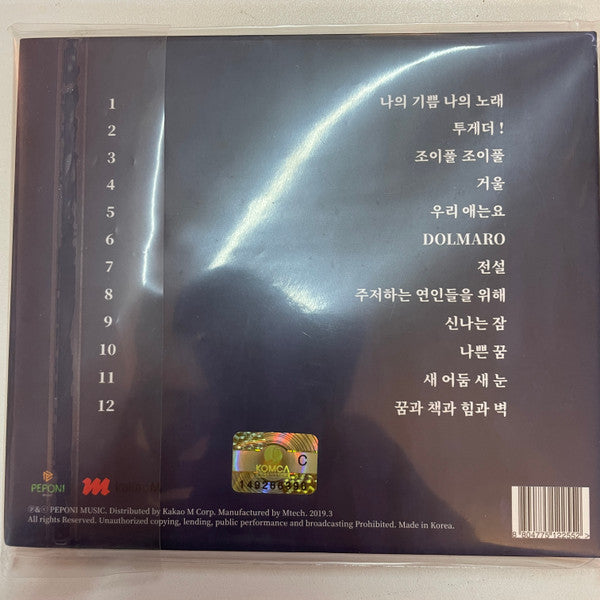 1 나의 기쁨 나의 노래
2 투게더 !
3 조이풀 조이풀
4 거울
5 우리 애는요
6 DOLMARO
7 전설
8 주저하는 연인들을 위해
9 신나는 잠
10 나쁜 꿈
11 새 어둠 새 눈
12 꿈과 책과 힘과 벽
KOMCA
C
PEPONI
kakaoM
℗&© PEPONI MUSIC. Distributed by Kakao M Corp. Manufactured by Mtech. 2019.3
All rights Reserved. Unauthorized copying, lending, public performance and broadcasting Prohibited. Made in Korea.
8 804775 122552 >